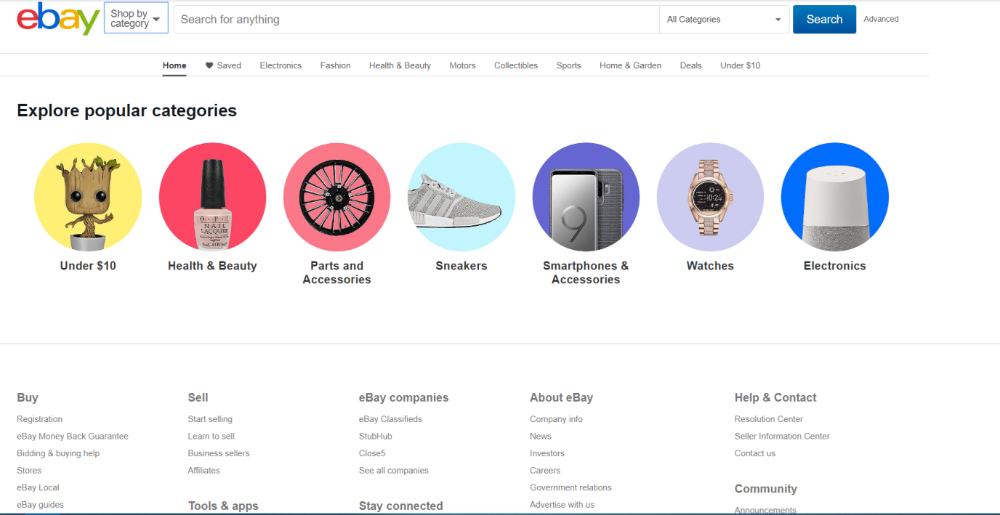 ebay
Shop by
category
Search for anything
All Categories
Search
Advanced
Home
Saved
Electronics
Fashion
Health & Beauty
Motors
Collectibles
Sports
Home & Garden
Deals
Under $10
Explore popular categories
O·P·I
NAIL
LACQUER
9
10:24
Under $10
Health & Beauty
Parts and
Accessories
Sneakers
Smartphones &
Accessories
Watches
Electronics
Buy
Registration
eBay Money Back Guarantee
Bidding & buying help
Stores
eBay Local
eBay guides
Sell
Start selling
Learn to sell
Business sellers
Affiliates
Tools & apps
eBay companies
eBay Classifieds
StubHub
Close5
See all companies
Stay connected
About eBay
Company info
News
Investors
Careers
Government relations
Advertise with us
Help & Contact
Resolution Center
Seller Information Center
Contact us
Community
Announcements